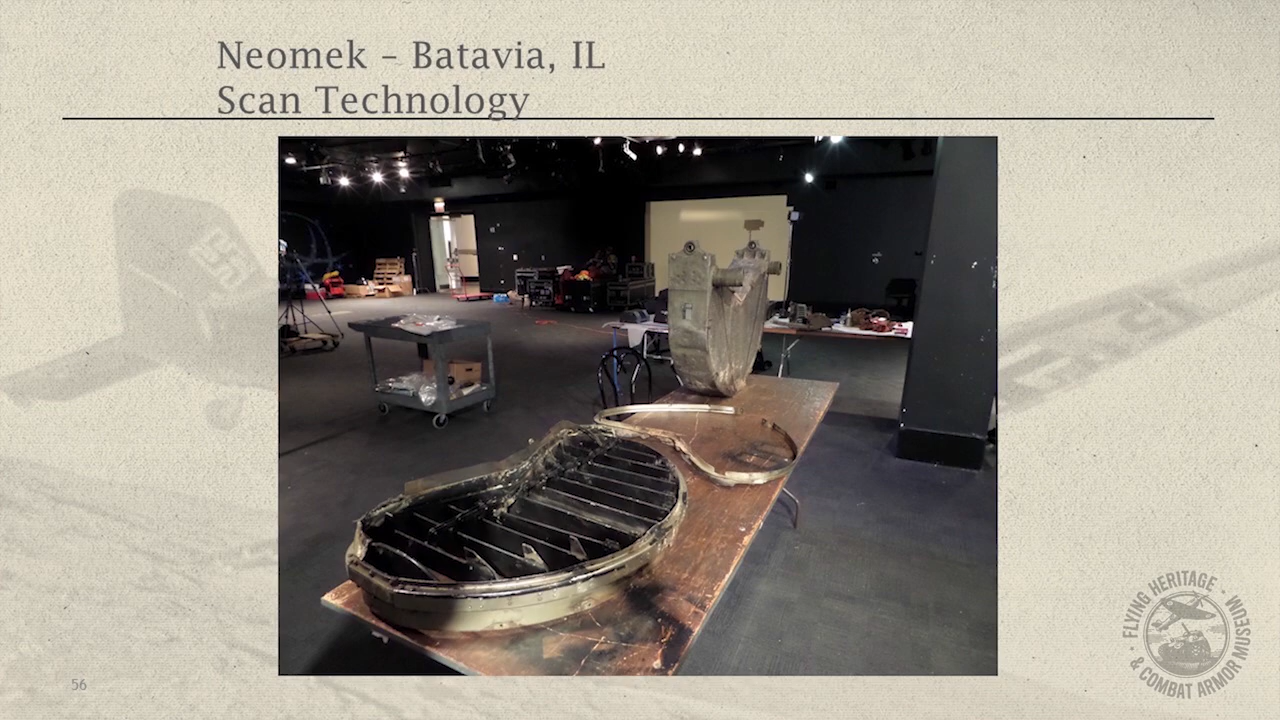 Neomek – Batavia, IL
Scan Technology
56
FLYING HERITAGE
& COMBAT ARMOR MUSEUM